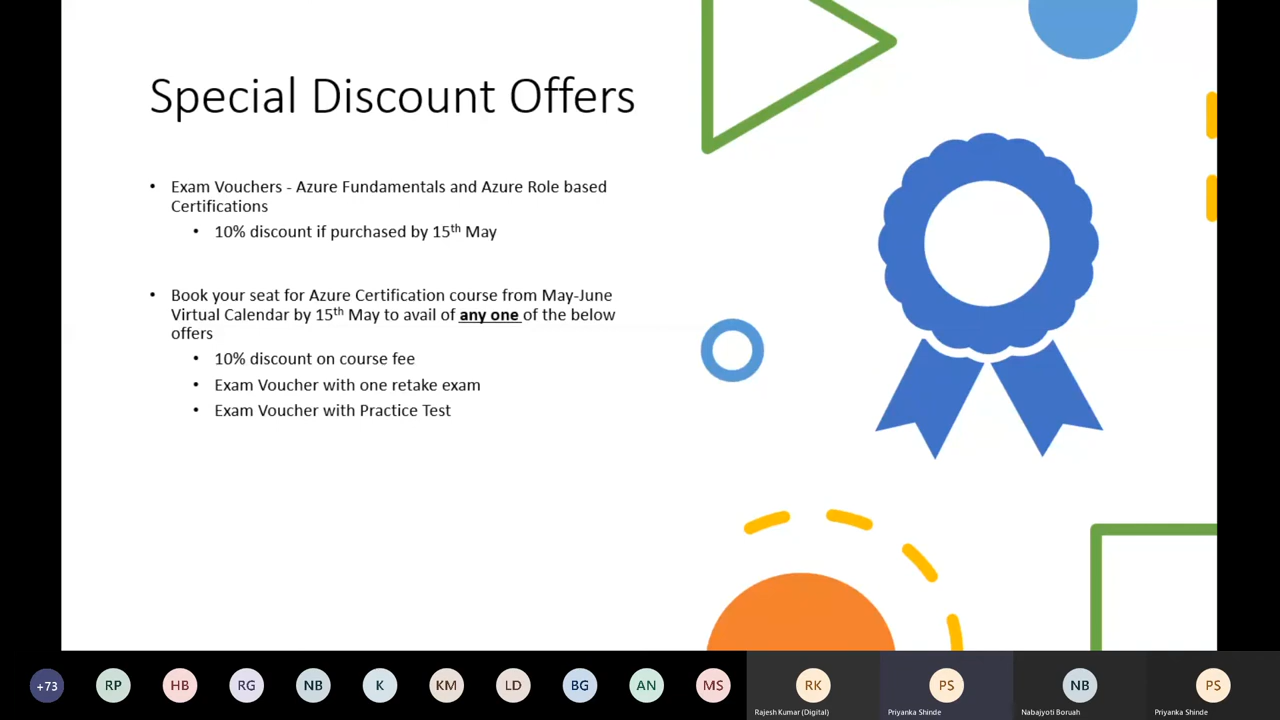 Special Discount Offers
• Exam Vouchers - Azure Fundamentals and Azure Role based
Certifications
• 10% discount if purchased by 15th May
• Book your seat for Azure Certification course from May-June
Virtual Calendar by 15th May to avail of any one of the below
offers
• 10% discount on course fee
• Exam Voucher with one retake exam
• Exam Voucher with Practice Test
+73 RP HB RG NB K KM LD BG AN MS RK PS NB PS
Rajesh Kumar (Digital) Priyanka Shinde Nabajyoti Boruah Priyanka Shinde